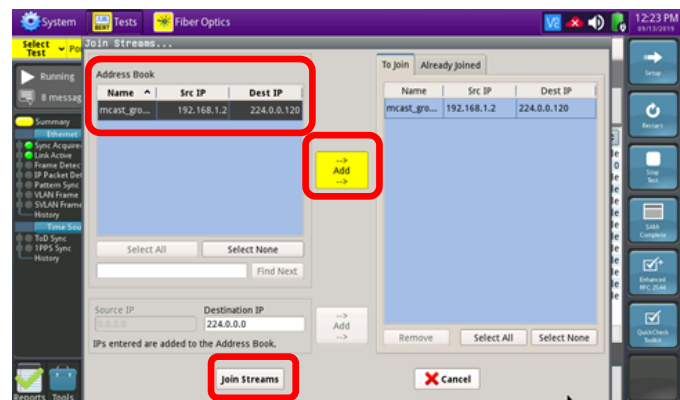 System Tests Fiber Optics 12:23 PM
09/13/2019
Select Test
Join Streams...
Running
8 messag
Summary
Ethernet
Sync Acquire
Link Active
Frame Detec
IP Packet Det
Pattern Sync
VLAN Frame
SVLAN Frame
History
Time Sou
ToD Sync
1PPS Sync
History
Reports Tools
Address Book
Name Src IP Dest IP
mcast_gro... 192.168.1.2 224.0.0.120
Select All Select None
Find Next
Source IP Destination IP
0.0.0.0 224.0.0.0
IPs entered are added to the Address Book.
Join Streams
-->
Add
-->
-->
Add
-->
To Join Already Joined
Name Src IP Dest IP
mcast_gro... 192.168.1.2 224.0.0.120
Remove Select All Select None
Cancel
Setup
Restart
Stop
Test
SAM-
Complete
Enhanced
RFC 2544
QuickCheck
Toolkit